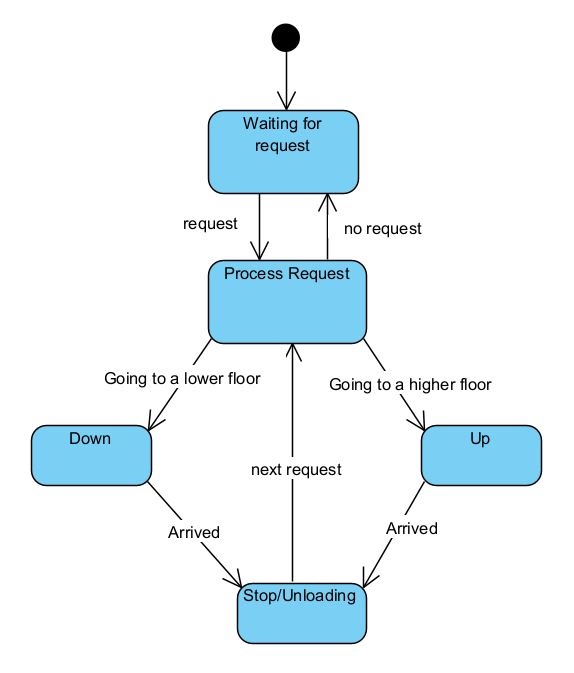 Waiting for
request
request
no request
Process Request
Going to a lower floor
Going to a higher floor
Down
Up
next request
Arrived
Arrived
Stop/Unloading